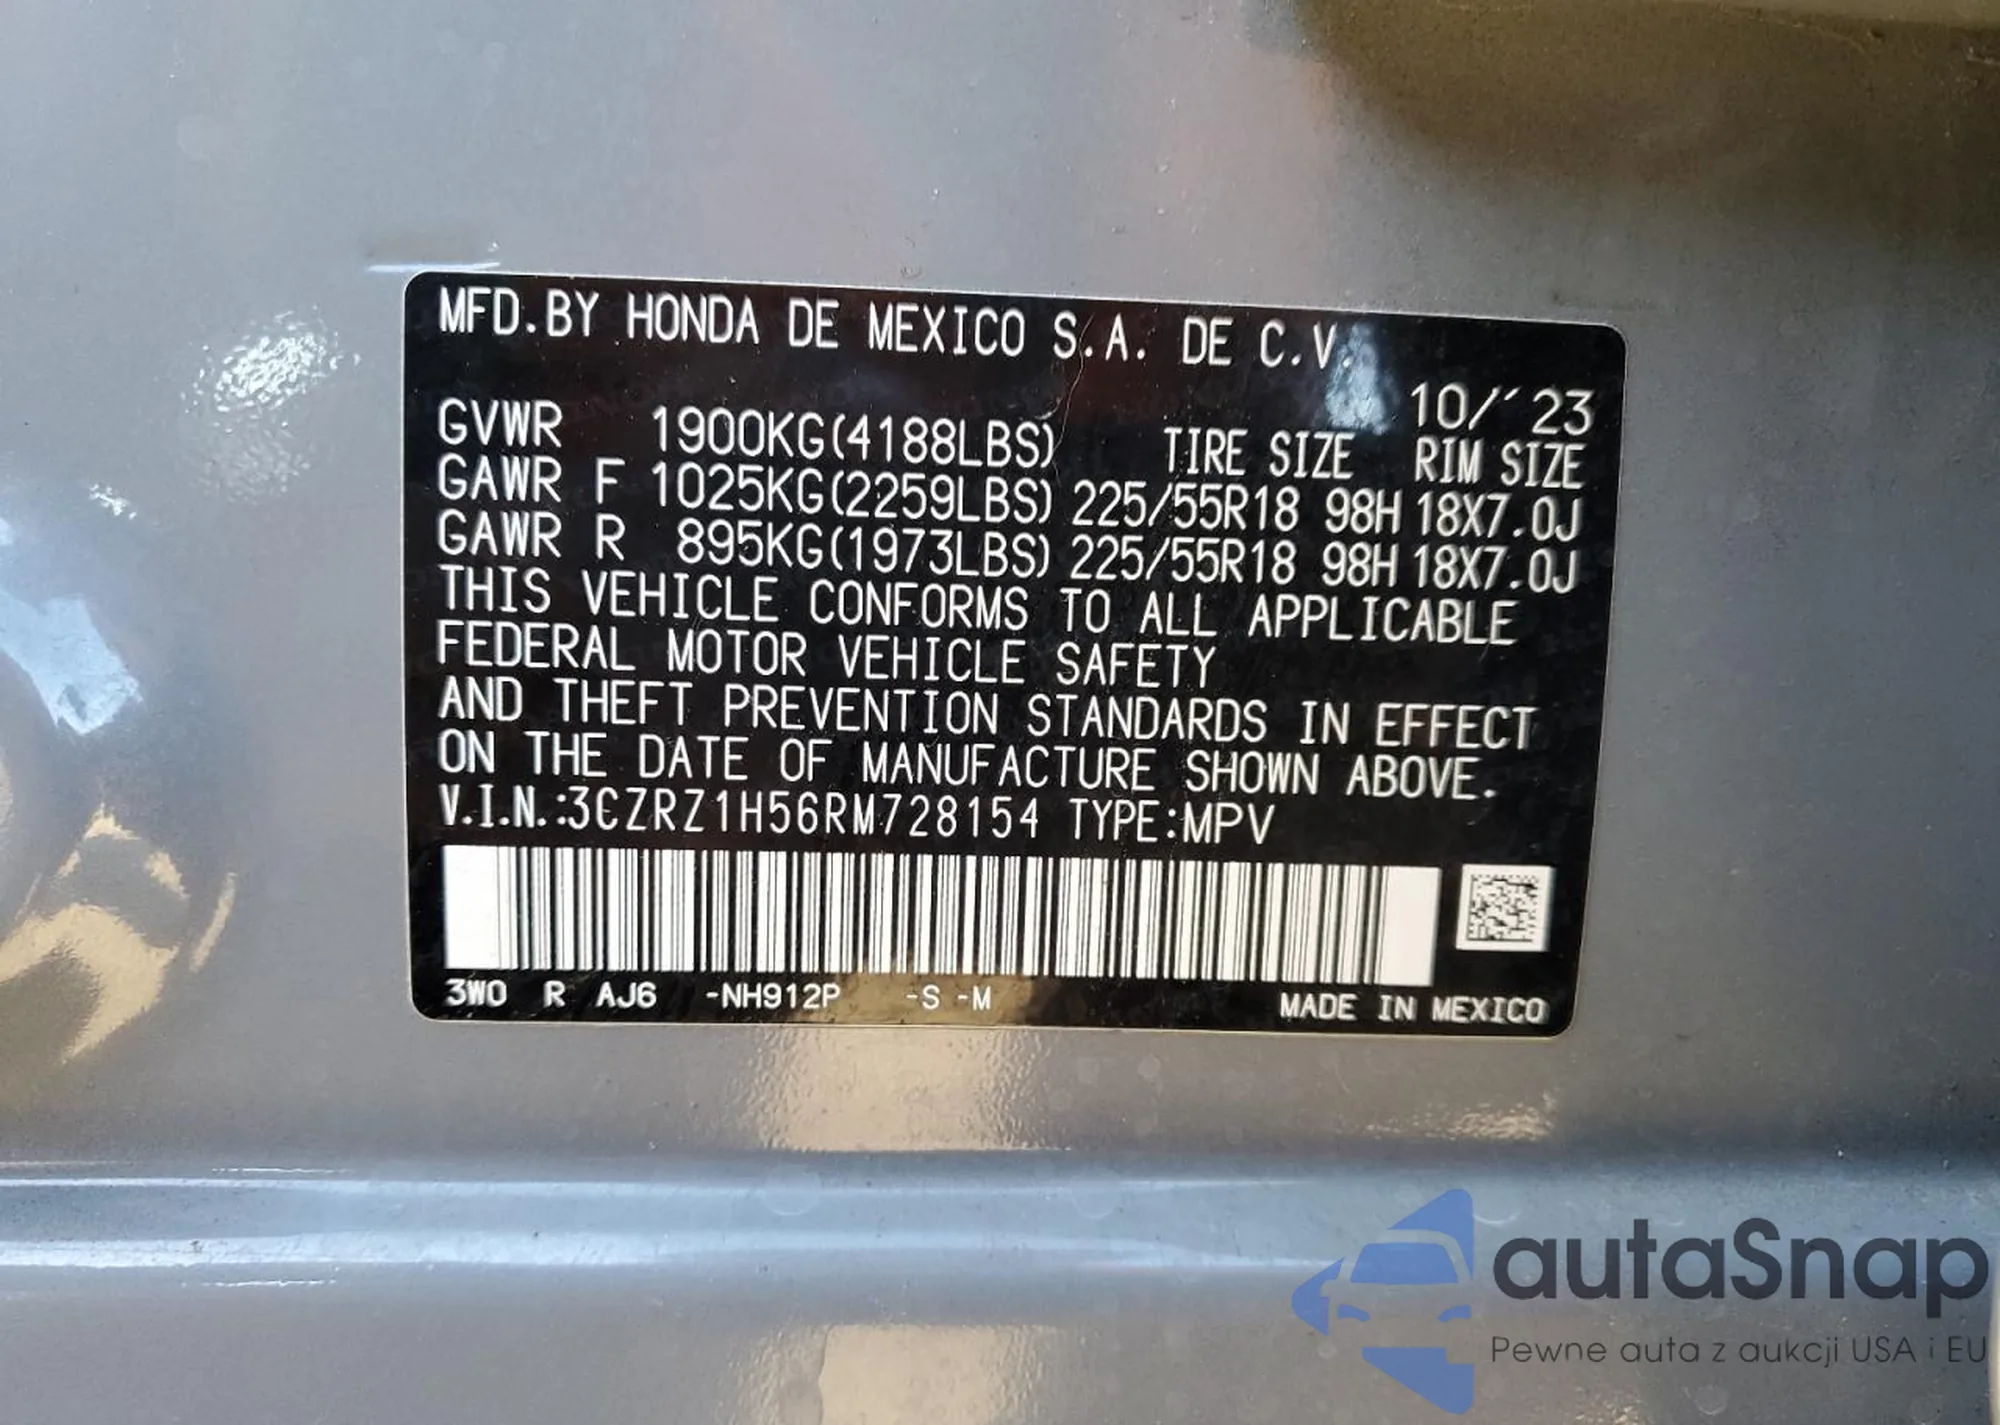 MFD.BY HONDA DE MEXICO S.A. DE C.V.
10/´23
GVWR 1900KG(4188LBS) TIRE SIZE RIM SIZE
GAWR F 1025KG(2259LBS) 225/55R18 98H 18X7.0J
GAWR R 895KG(1973LBS) 225/55R18 98H 18X7.0J
THIS VEHICLE CONFORMS TO ALL APPLICABLE
FEDERAL MOTOR VEHICLE SAFETY
AND THEFT PREVENTION STANDARDS IN EFFECT
ON THE DATE OF MANUFACTURE SHOWN ABOVE.
V.I.N.:3CZRZ1H56RM728154 TYPE:MPV
3W0 R AJ6 -NH912P -S -M MADE IN MEXICO
autaSnap
Pewne auta z aukcji USA i EU